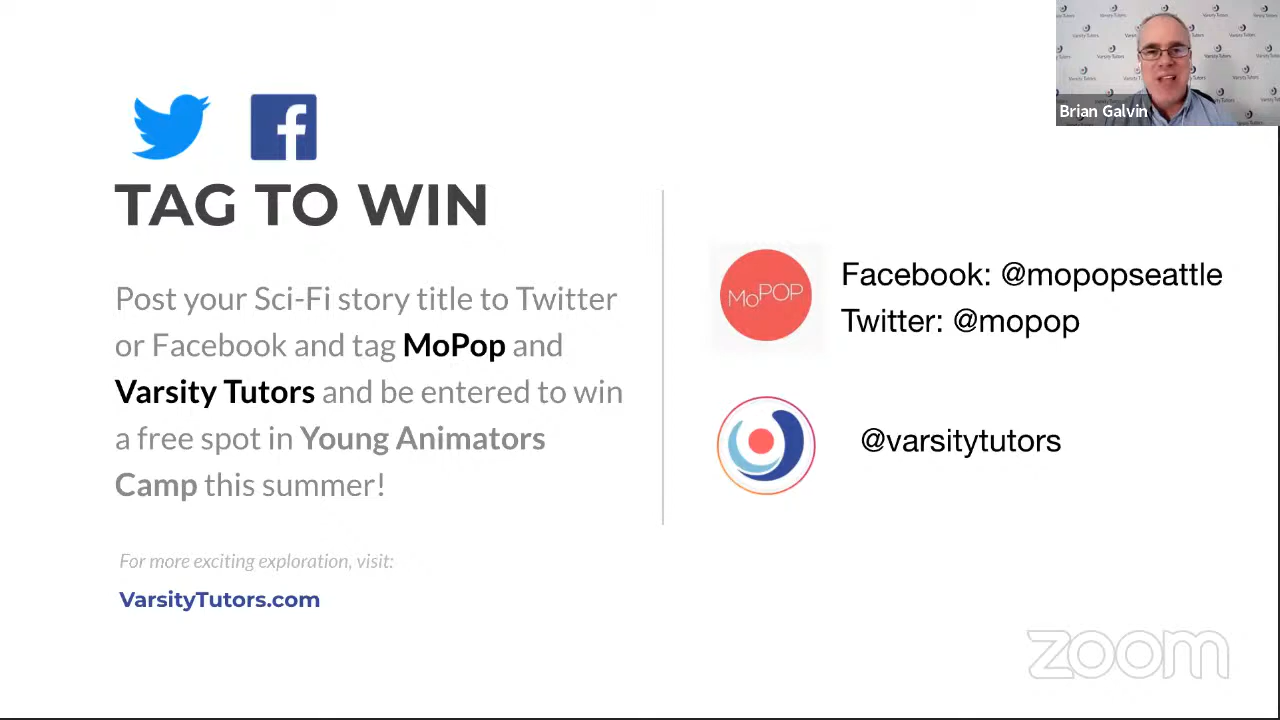 Brian Galvin
TAG TO WIN
Post your Sci-Fi story title to Twitter
or Facebook and tag MoPop and
Varsity Tutors and be entered to win
a free spot in Young Animators
Camp this summer!
For more exciting exploration, visit:
VarsityTutors.com
MoPOP
Facebook: @mopopseattle
Twitter: @mopop
@varsitytutors
zoom